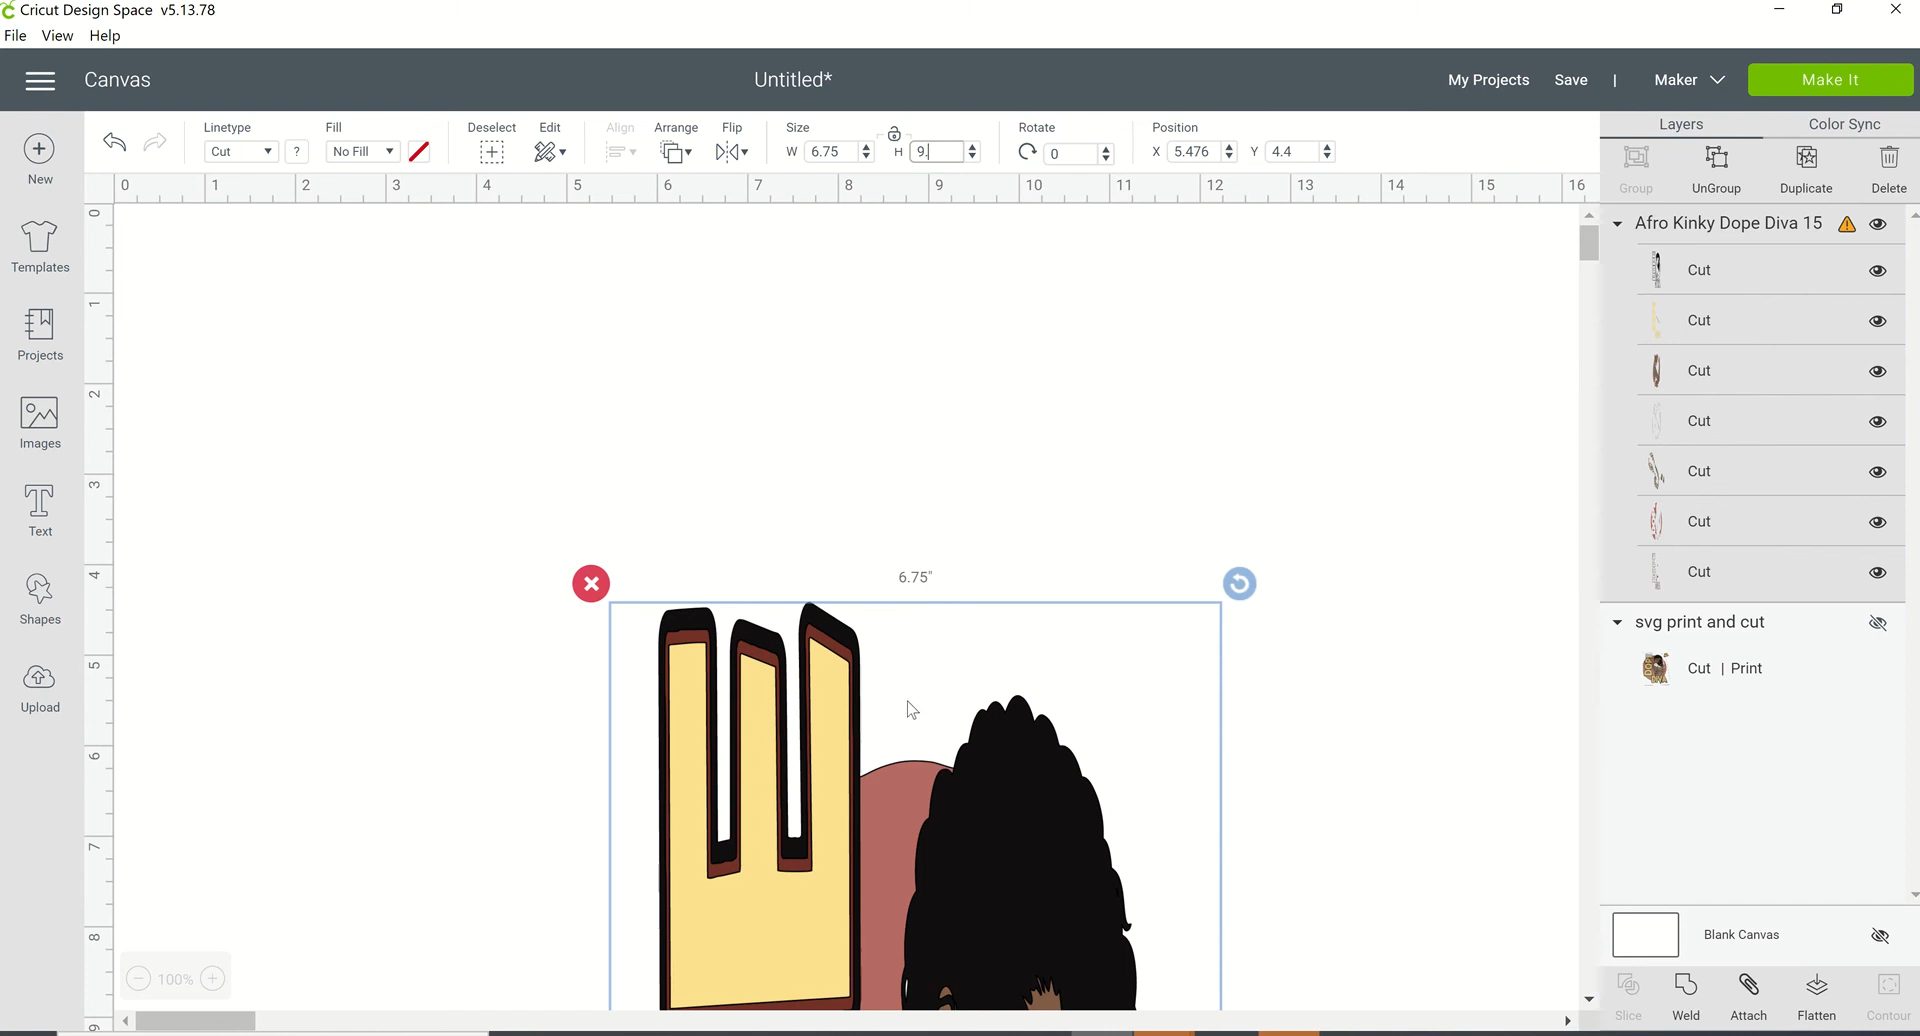 Cricut Design Space v5.13.78
File View Help
Canvas
Untitled*
My Projects Save | Maker Make It
Linetype Fill Deselect Edit Align Arrange Flip Size Rotate Position
Cut ? No Fill W 6.75 H 9. 0 X 5.476 Y 4.4
Layers Color Sync
Group UnGroup Duplicate Delete
0 1 2 3 4 5 6 7 8 9 10 11 12 13 14 15 16
0
1
2
3
4
5
6
7
8
9
New
Templates
Projects
Images
Text
Shapes
Upload
6.75"
100%
Afro Kinky Dope Diva 15
Cut
Cut
Cut
Cut
Cut
Cut
Cut
svg print and cut
Cut | Print
Blank Canvas
Slice Weld Attach Flatten Contour